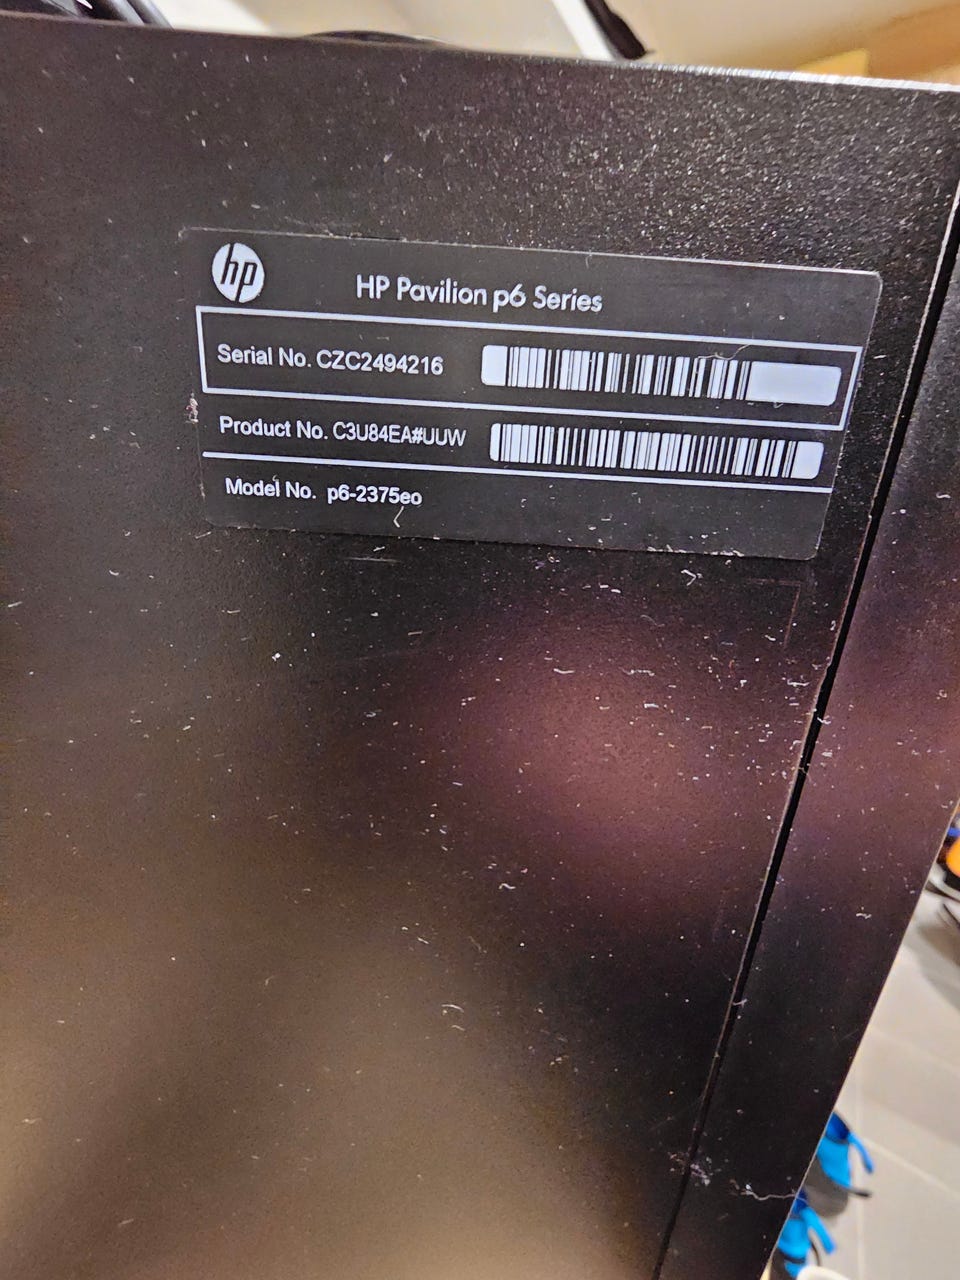 hp
HP Pavilion p6 Series
Serial No. CZC2494216
Product No. C3U84EA#UUW
Model No. p6-2375eo